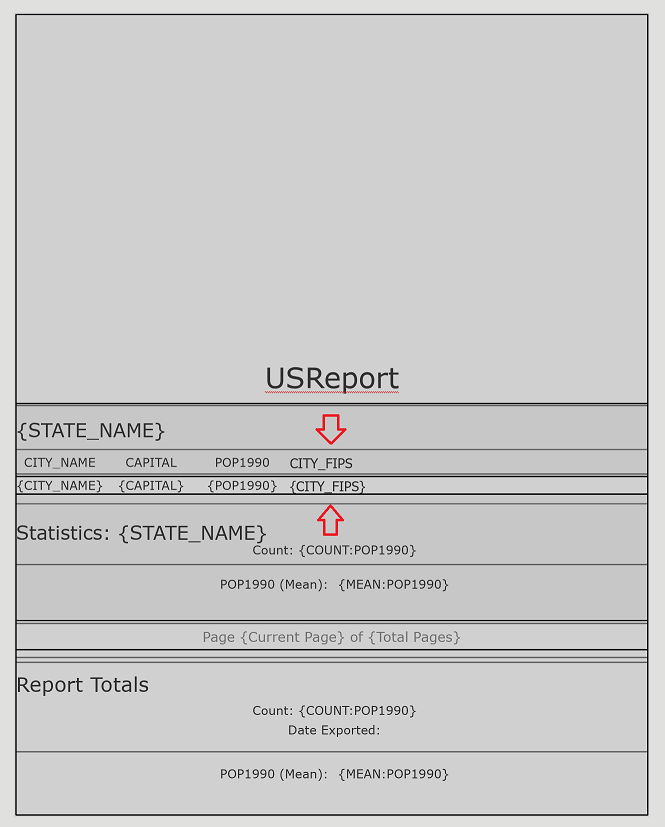 USReport
{STATE_NAME}
CITY_NAME CAPITAL POP1990 CITY_FIPS
{CITY_NAME} {CAPITAL} {POP1990} {CITY_FIPS}
Statistics: {STATE_NAME}
Count: {COUNT:POP1990}
POP1990 (Mean): {MEAN:POP1990}
Page {Current Page} of {Total Pages}
Report Totals
Count: {COUNT:POP1990}
Date Exported:
POP1990 (Mean): {MEAN:POP1990}